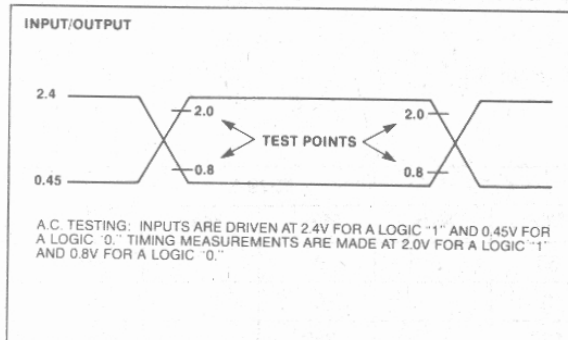 INPUT/OUTPUT
2.4
2.0
2.0
TEST POINTS
0.8
0.8
0.45
A.C. TESTING: INPUTS ARE DRIVEN AT 2.4V FOR A LOGIC "1" AND 0.45V FOR
A LOGIC "0." TIMING MEASUREMENTS ARE MADE AT 2.0V FOR A LOGIC "1"
AND 0.8V FOR A LOGIC "0."